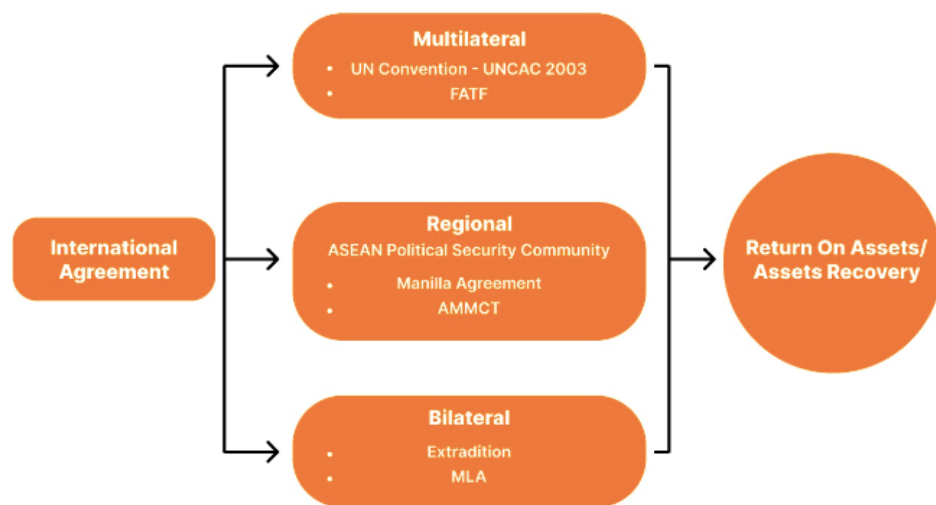 Multilateral
• UN Convention - UNCAC 2003
• FATF
International
Agreement
Regional
ASEAN Political Security Community
• Manilla Agreement
• AMMCT
Return On Assets/
Assets Recovery
Bilateral
• Extradition
• MLA